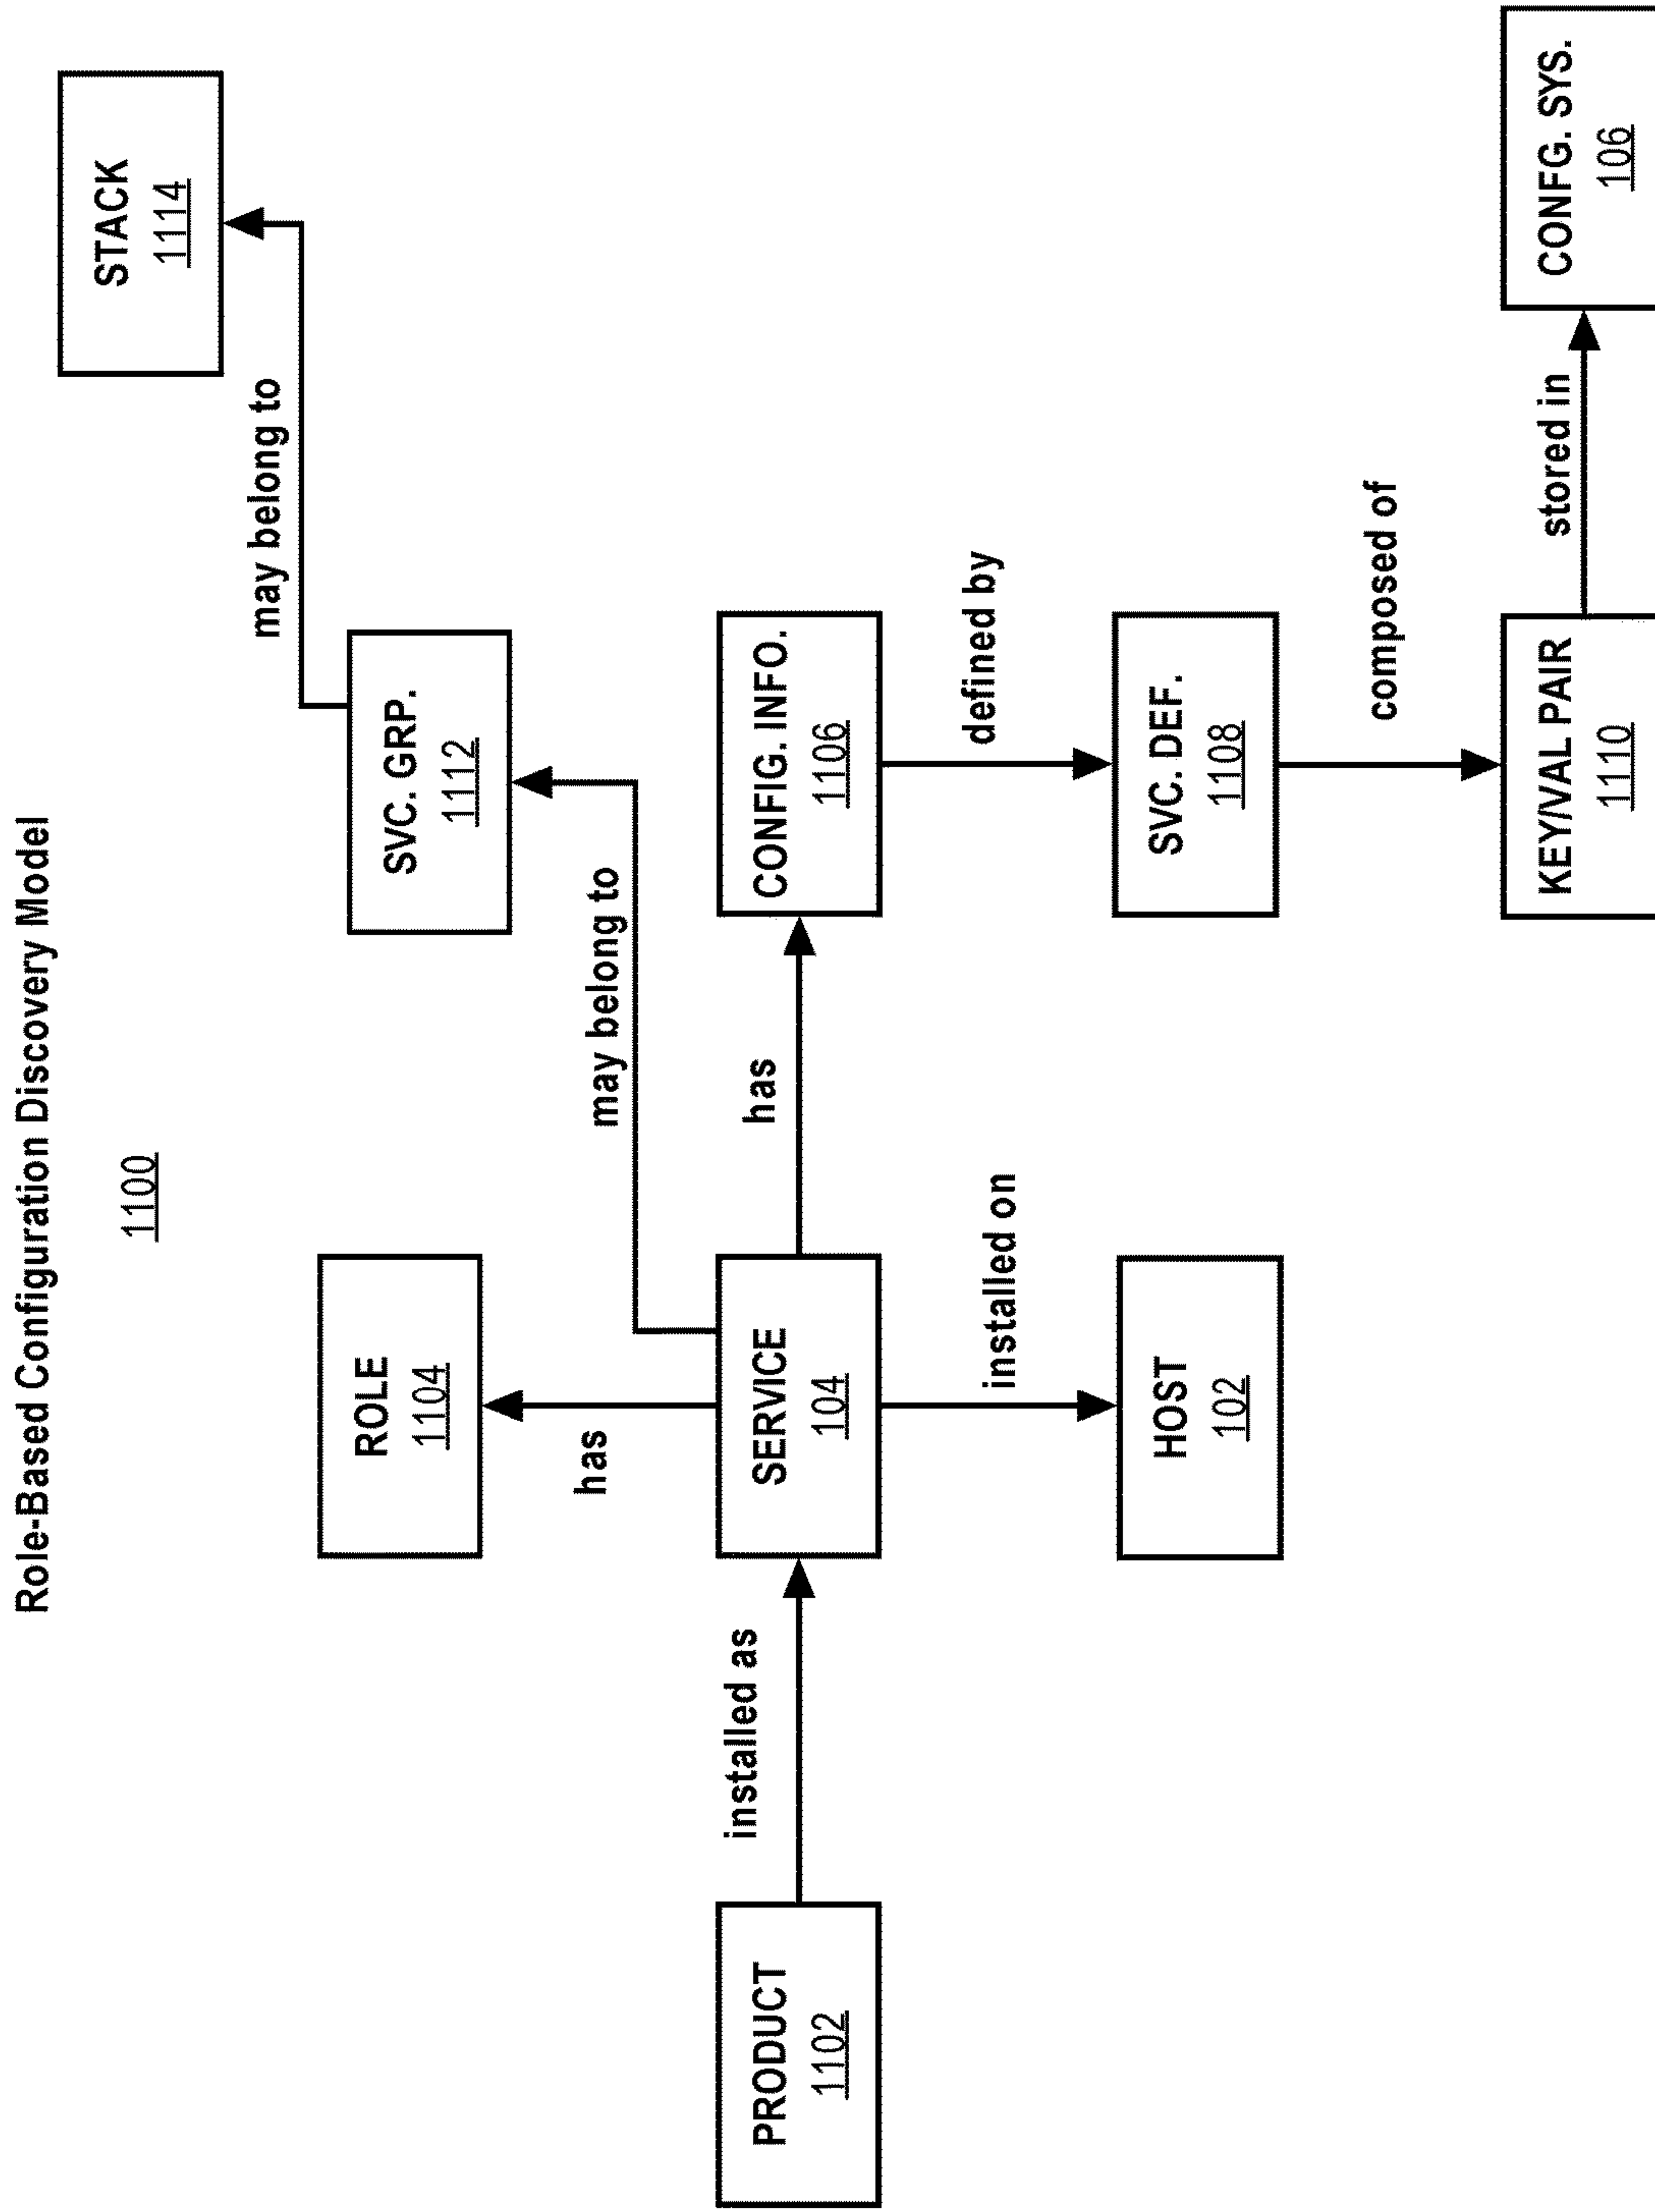 Role-Based Configuration Discovery Model
1100
STACK
1114
may belong to
SVC. GRP.
1112
ROLE
1104
may belong to
has
PRODUCT
1102
installed as
SERVICE
104
has
CONFIG. INFO.
1106
installed on
defined by
HOST
102
SVC. DEF.
1108
composed of
KEY/VAL PAIR
1110
stored in
CONFG. SYS.
106